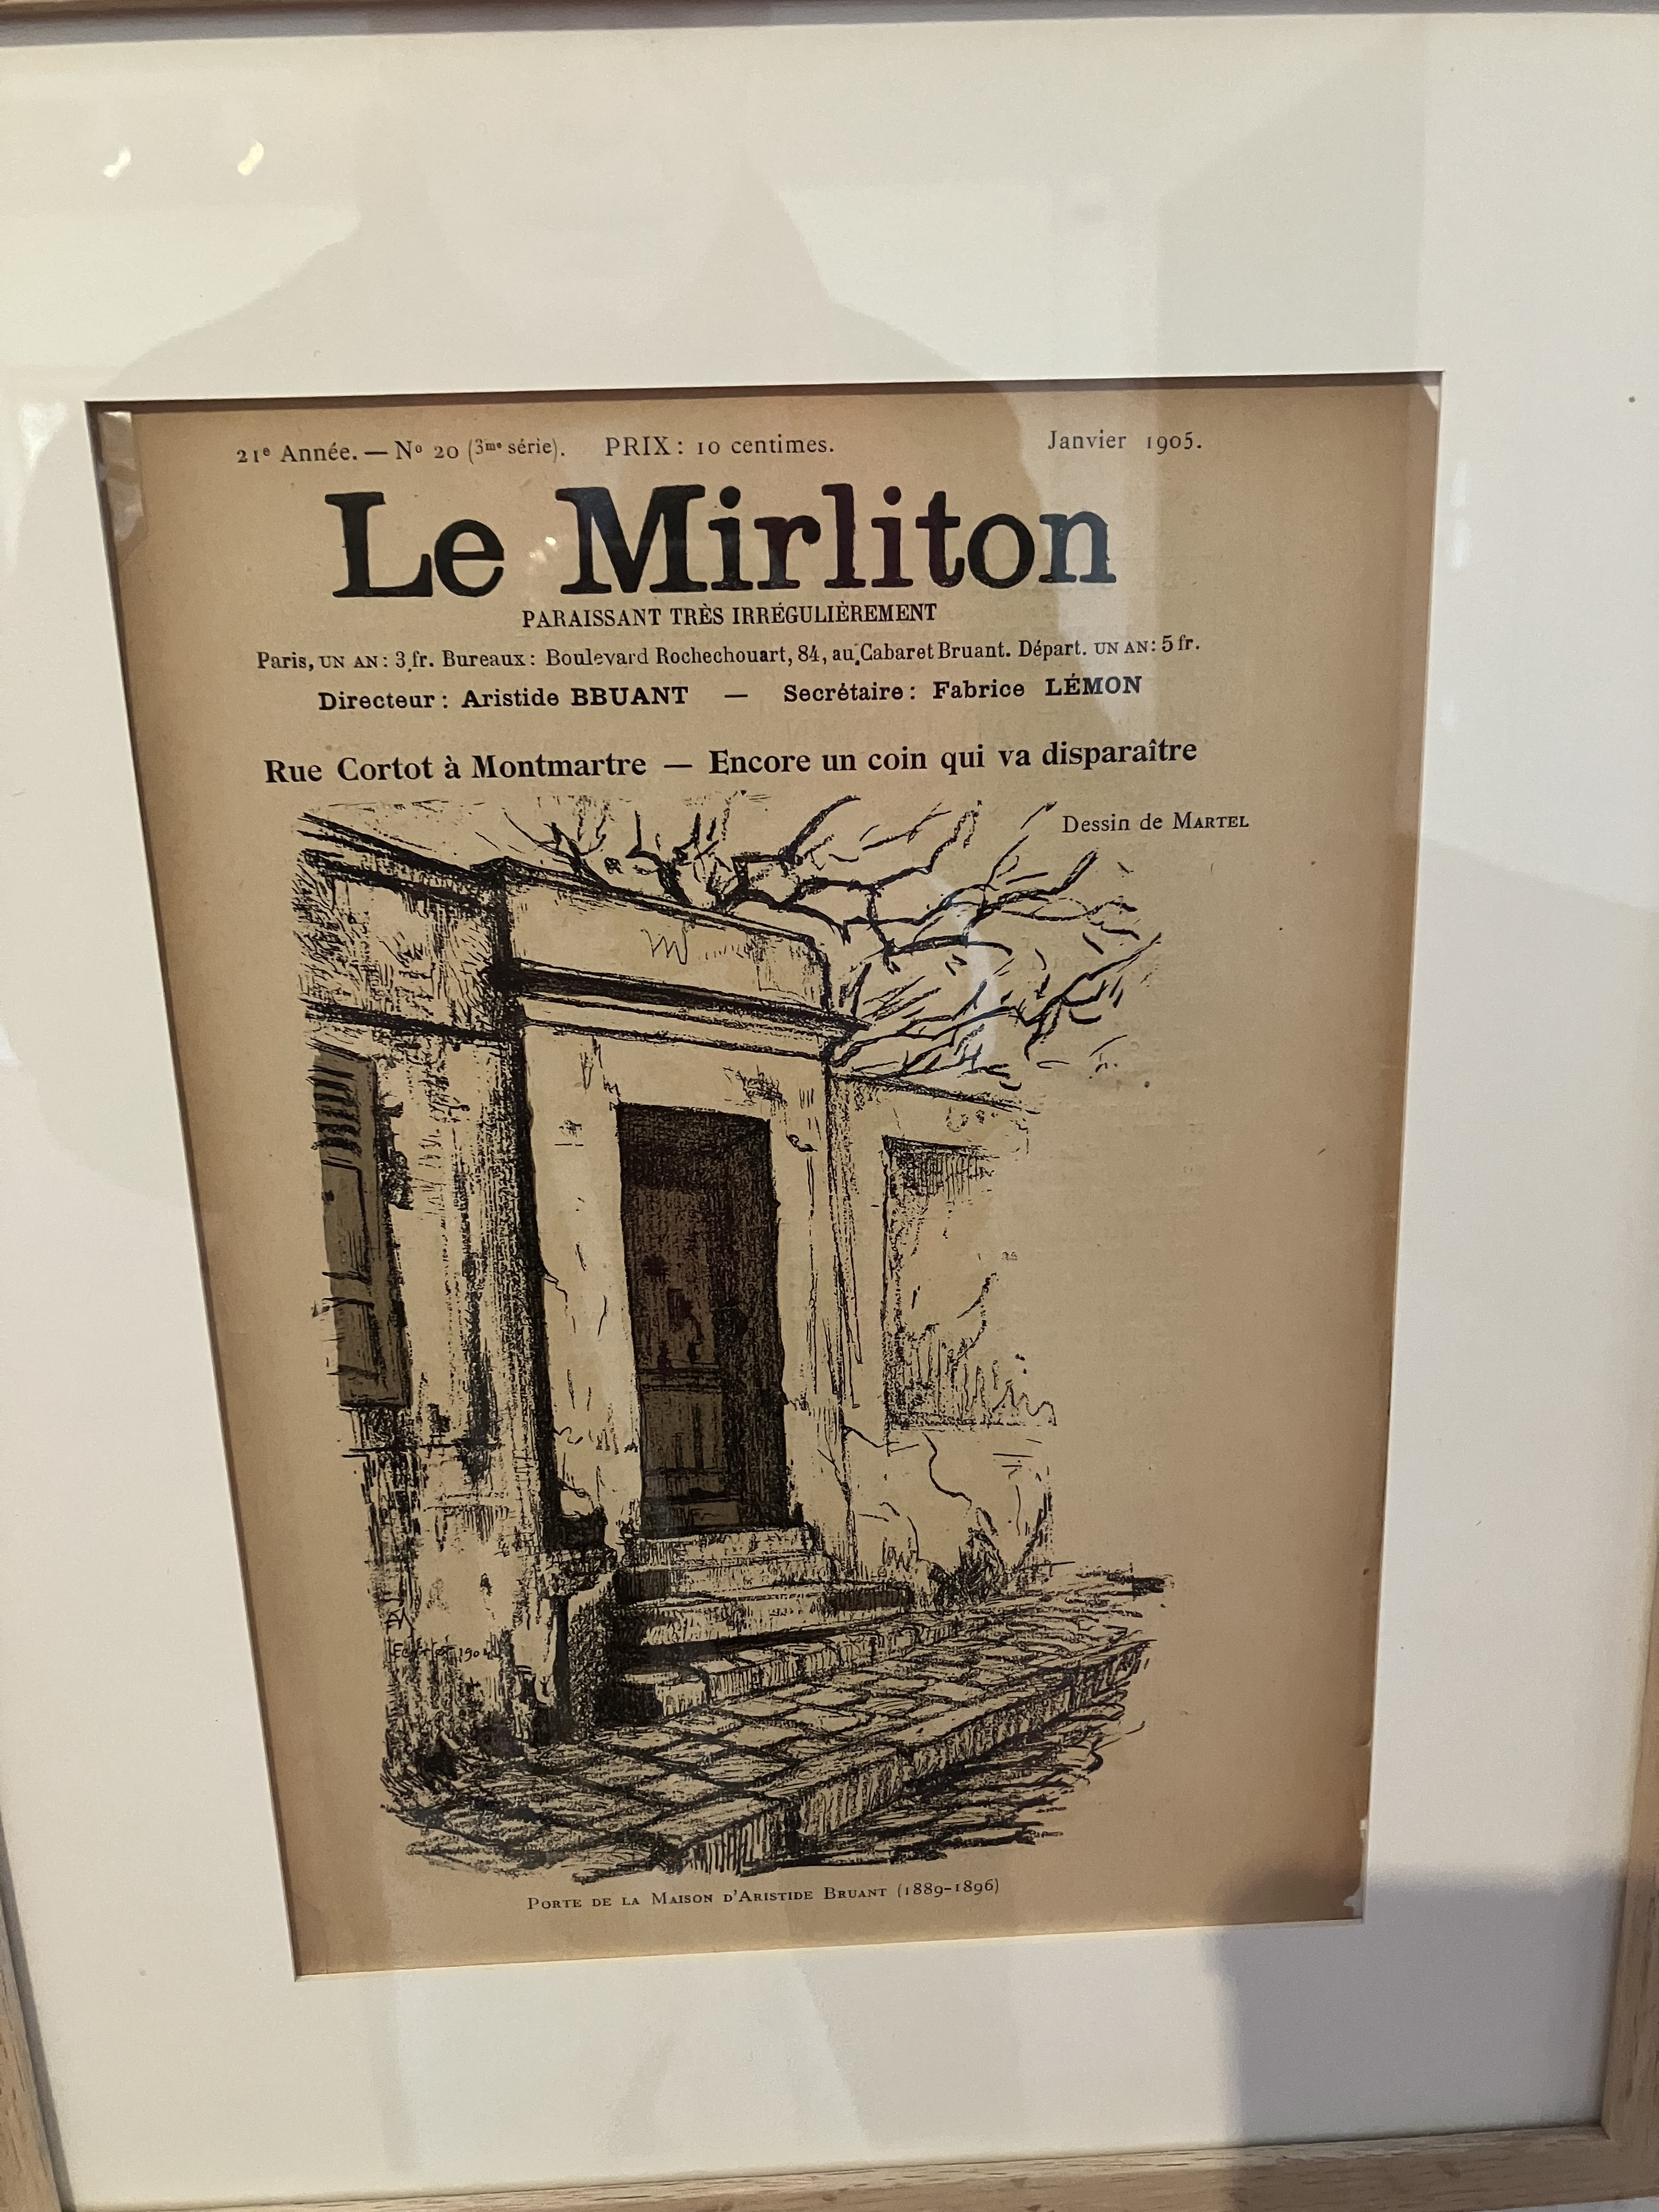 21e Année. — No 20 (3me série). PRIX : 10 centimes. Janvier 1905.
Le Mirliton
PARAISSANT TRÈS IRRÉGULIÈREMENT
Paris, UN AN : 3 fr. Bureaux : Boulevard Rochechouart, 84, au Cabaret Bruant. Départ. UN AN : 5 fr.
Directeur : Aristide BBUANT — Secrétaire : Fabrice LÉMON
Rue Cortot à Montmartre — Encore un coin qui va disparaître
Dessin de MARTEL
PORTE DE LA MAISON D'ARISTIDE BRUANT (1889-1896)